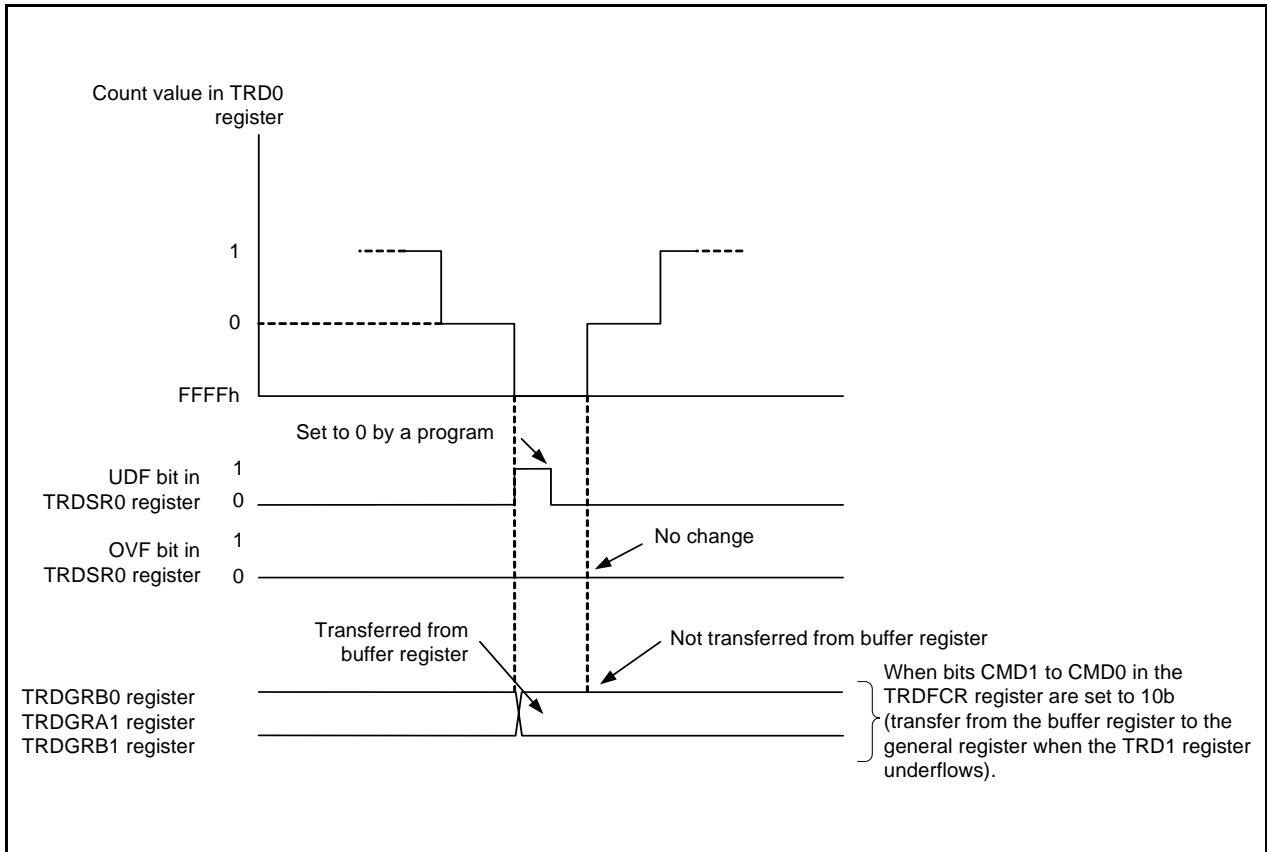 Count value in TRD0
register
1
0
FFFFh
Set to 0 by a program
UDF bit in
TRDSR0 register
1
0
OVF bit in
TRDSR0 register
1
0
No change
Transferred from
buffer register
Not transferred from buffer register
TRDGRB0 register
TRDGRA1 register
TRDGRB1 register
When bits CMD1 to CMD0 in the
TRDFCR register are set to 10b
(transfer from the buffer register to the
general register when the TRD1 register
underflows).